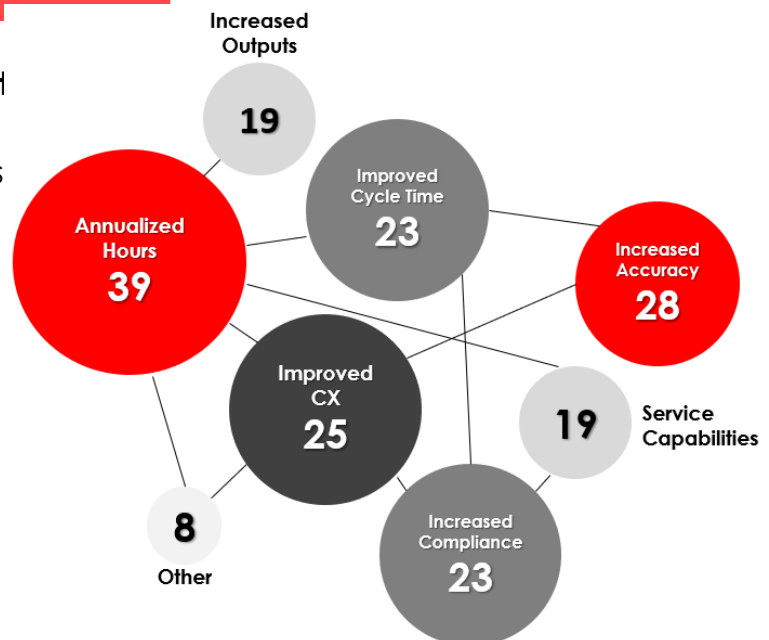 Increased
Outputs
19
Improved
Cycle Time
23
Annualized
Hours
39
Increased
Accuracy
28
Improved
CX
25
19
Service
Capabilities
8
Other
Increased
Compliance
23